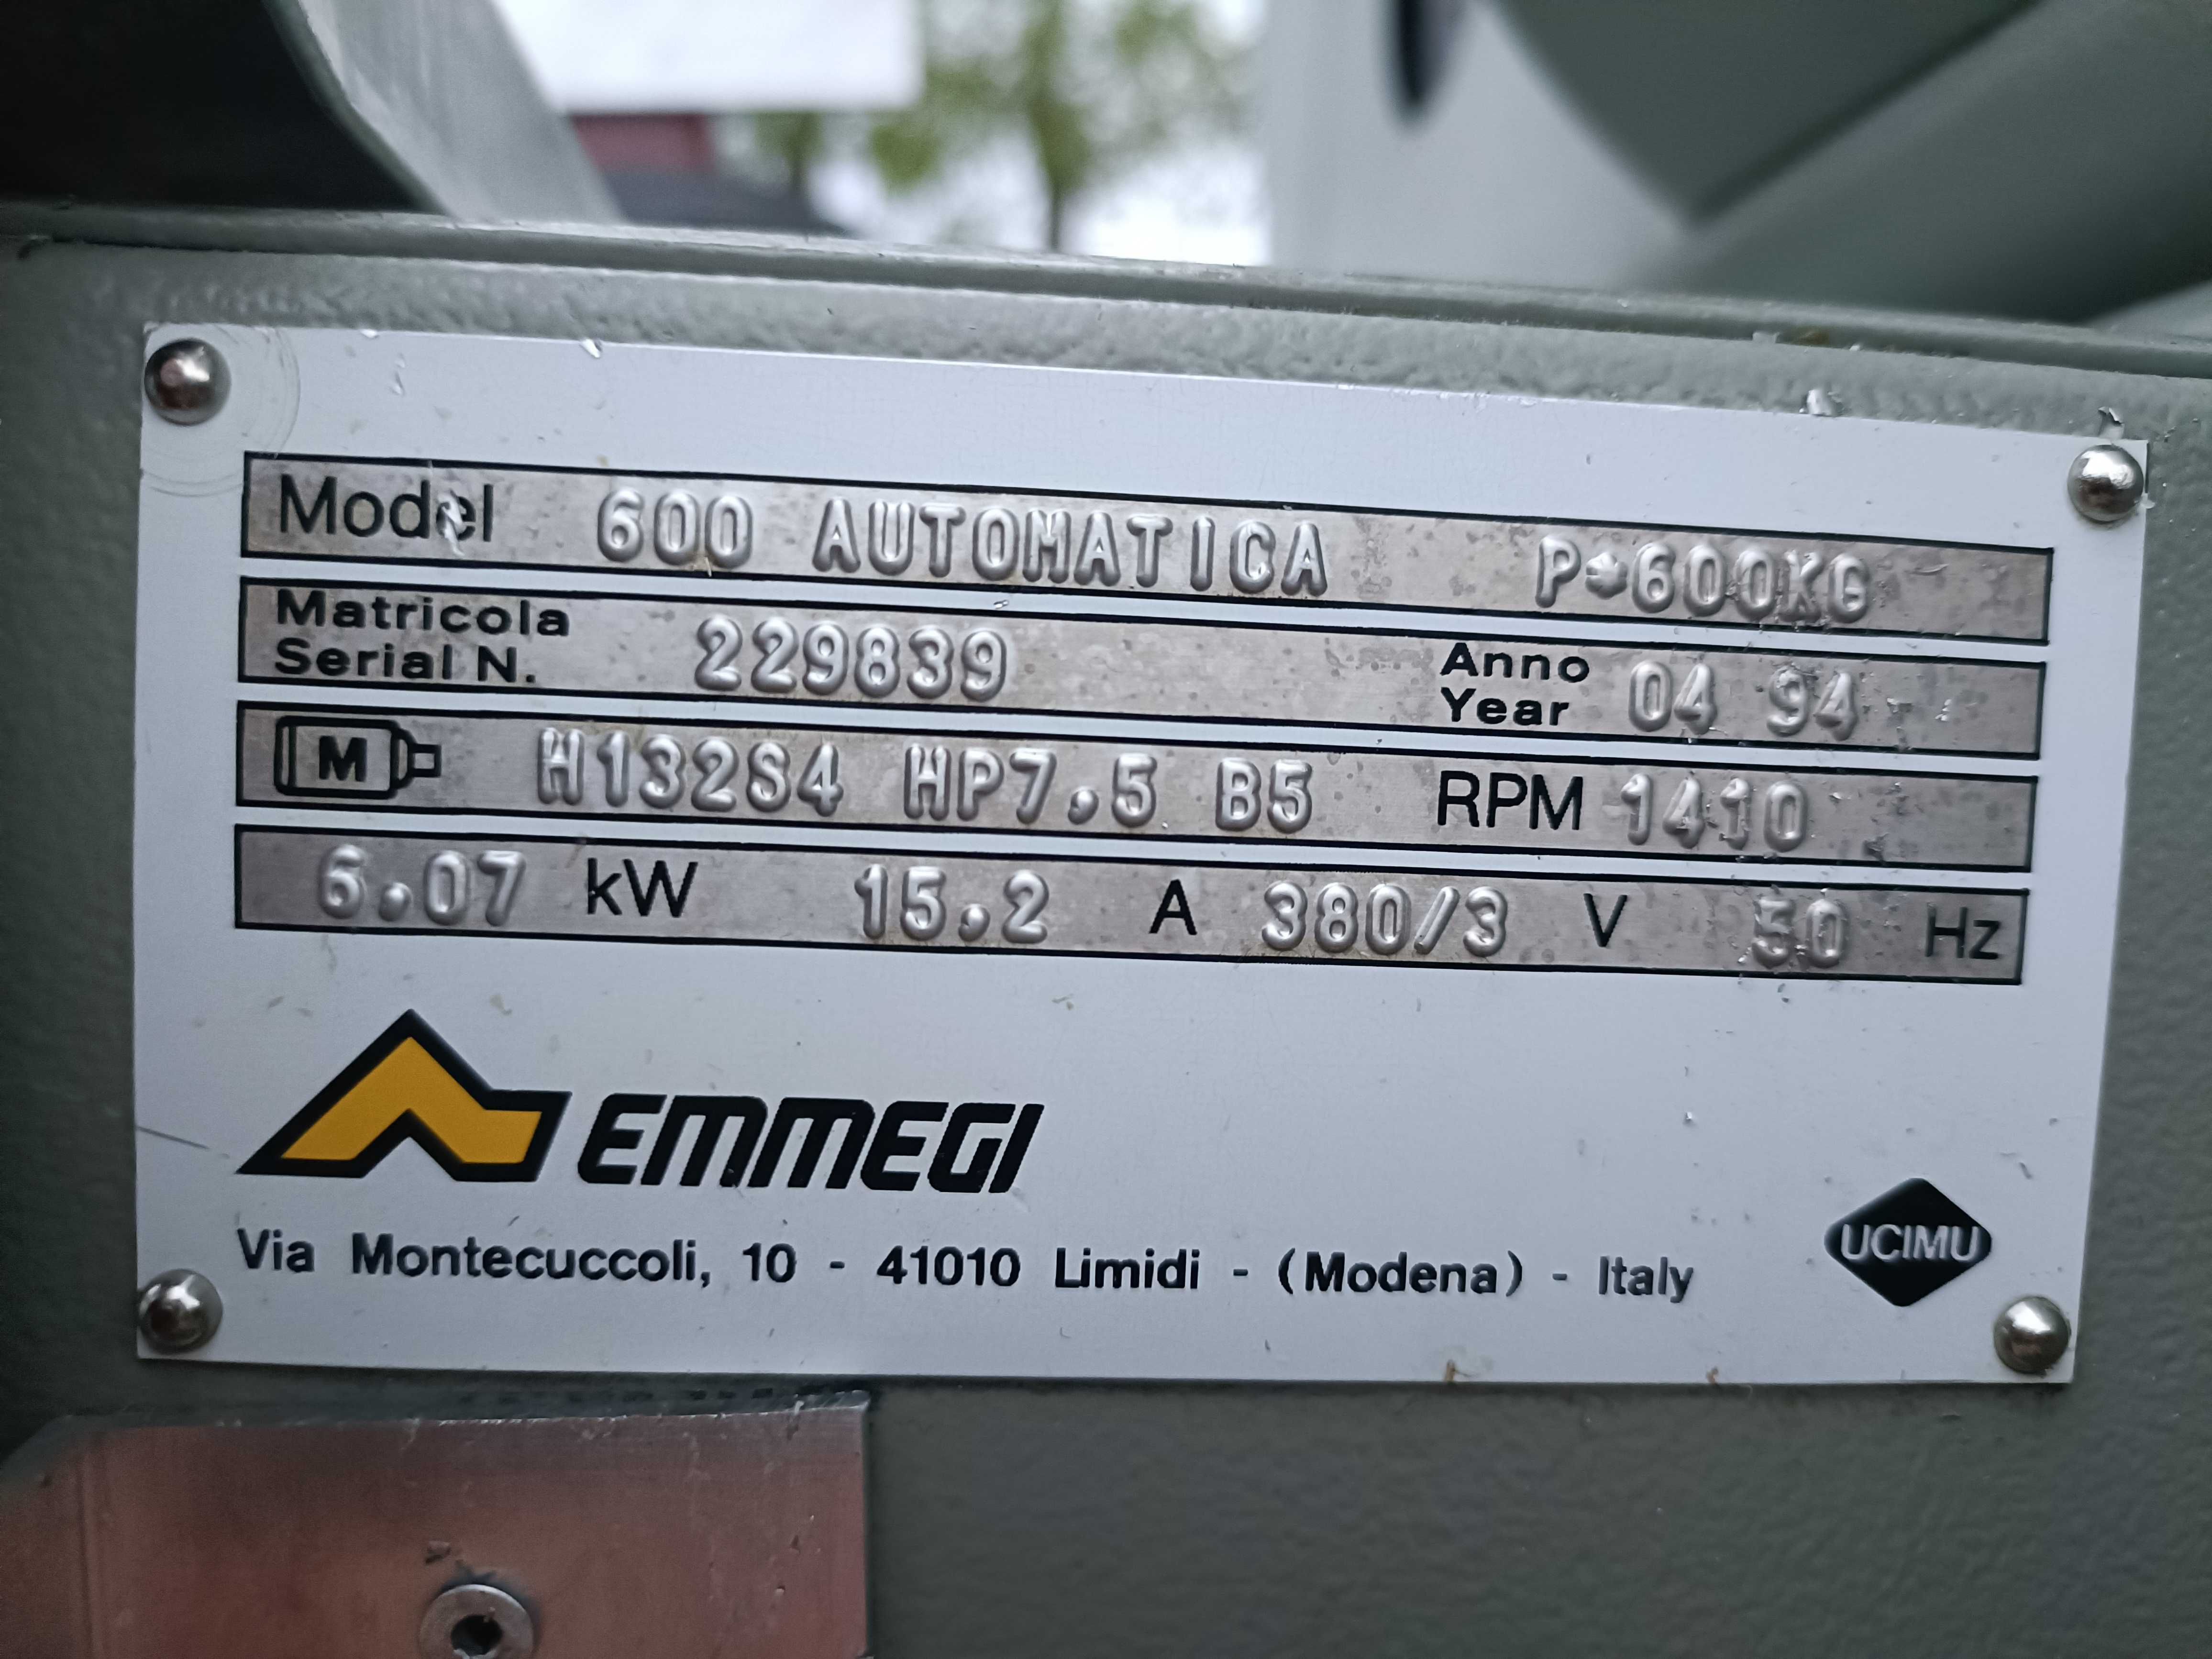 Model 600 AUTOMATICA P=600KG
Matricola
Serial N. 229839 Anno
Year 04 94
M H132S4 HP7,5 B5 RPM 1410
6.07 kW 15,2 A 380/3 V 50 Hz
EMMEGI
UCIMU
Via Montecuccoli, 10 - 41010 Limidi - (Modena) - Italy